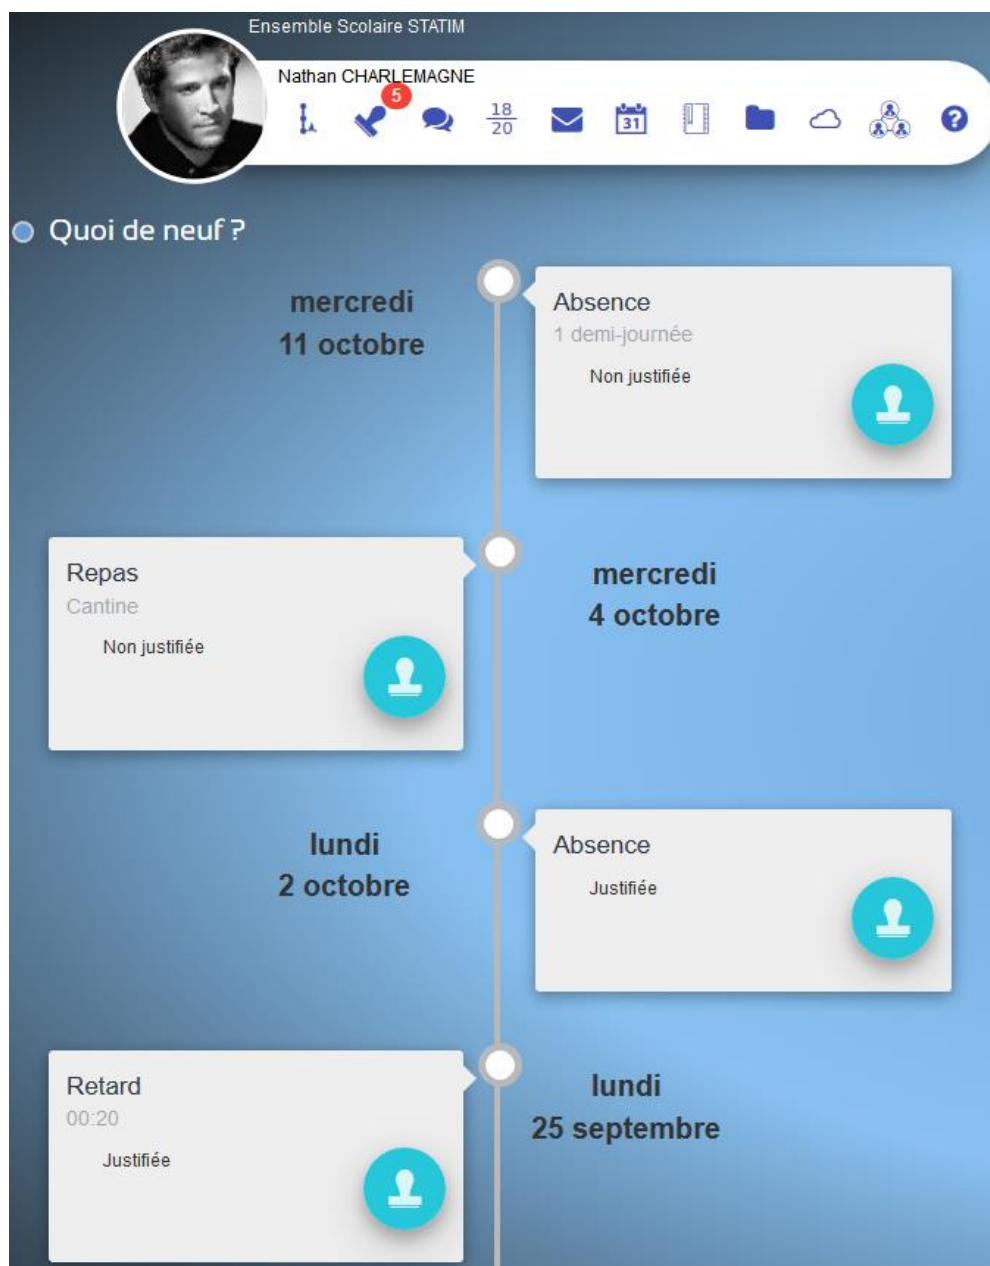 Ensemble Scolaire STATIM
Nathan CHARLEMAGNE
5
18
20
31
?
Quoi de neuf ?
mercredi
11 octobre
Absence
1 demi-journée
Non justifiée
Repas
Cantine
Non justifiée
mercredi
4 octobre
lundi
2 octobre
Absence
Justifiée
Retard
00:20
Justifiée
lundi
25 septembre